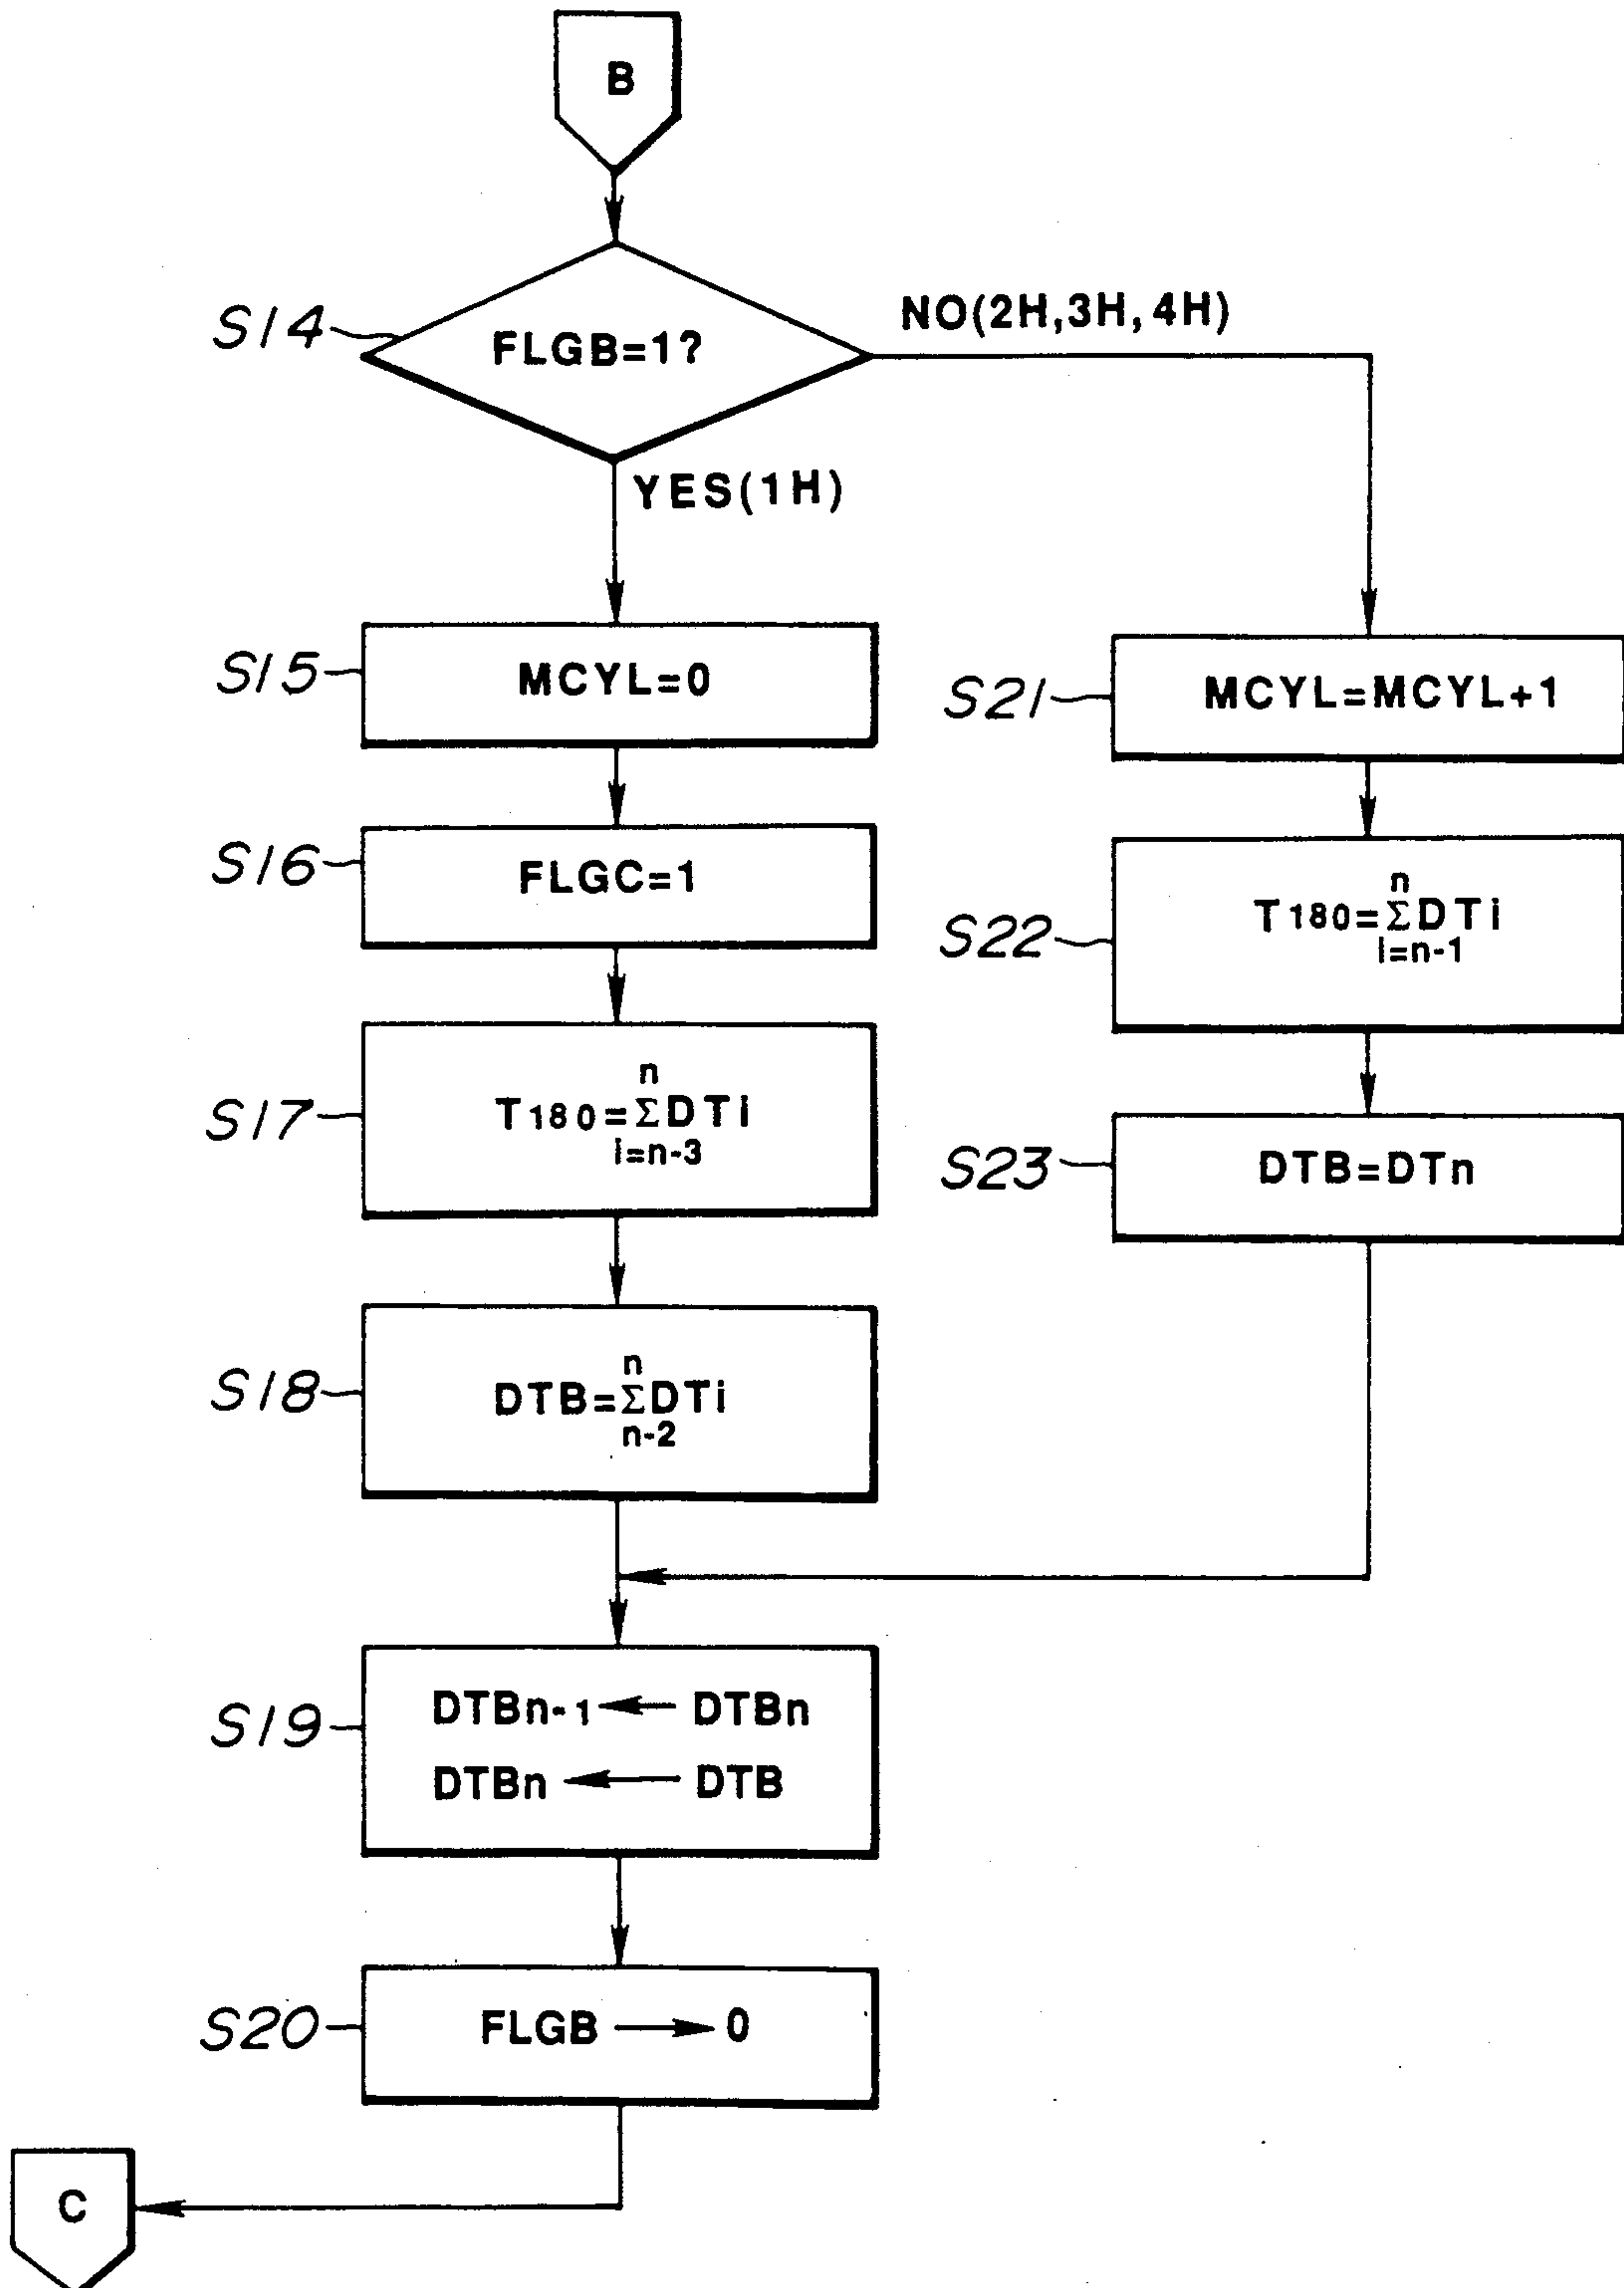 B
S14
FLGB=1?
NO(2H,3H,4H)
YES(1H)
S15
MCYL=0
S16
FLGC=1
S17
n
T180=ΣDTi
i=n-3
S18
n
DTB=ΣDTi
n-2
S21
MCYL=MCYL+1
S22
n
T180=ΣDTi
i=n-1
S23
DTB=DTn
S19
DTBn-1 ← DTBn
DTBn ← DTB
S20
FLGB → 0
C